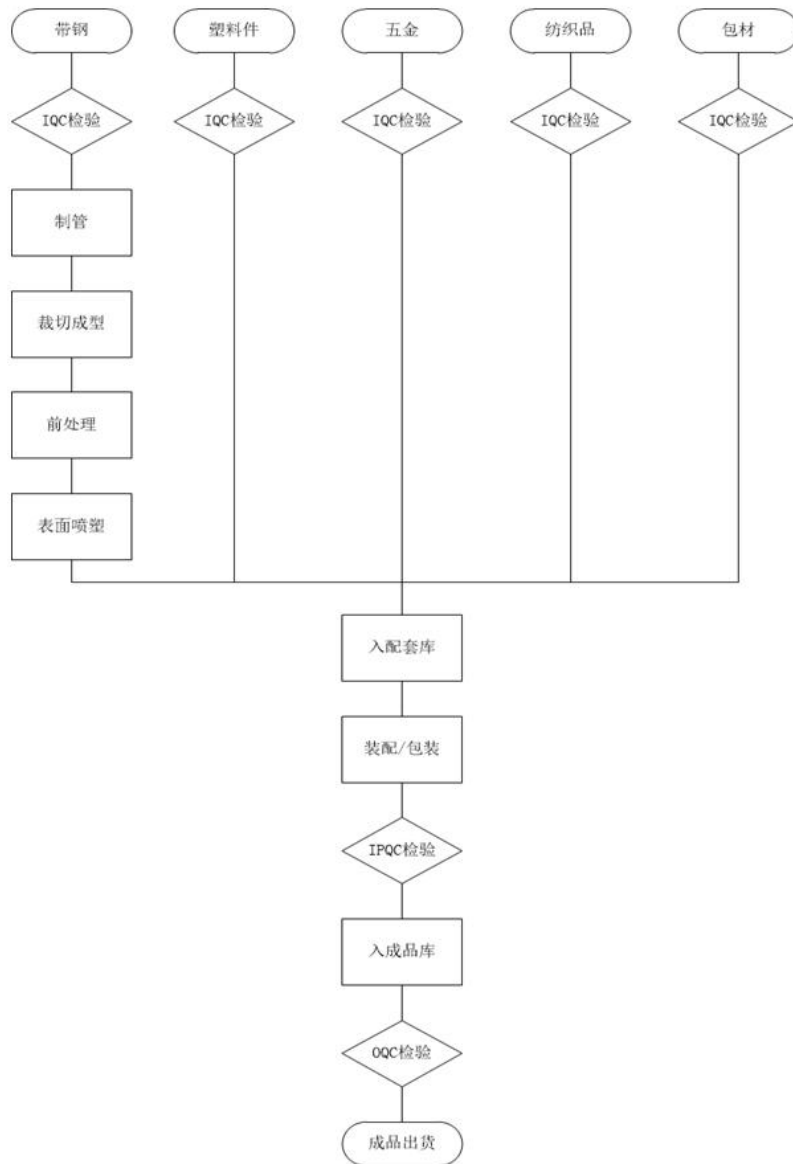 带钢
塑料件
五金
纺织品
包材
IQC检验
IQC检验
IQC检验
IQC检验
IQC检验
制管
裁切成型
前处理
表面喷塑
入配套库
装配/包装
IPQC检验
入成品库
OQC检验
成品出货